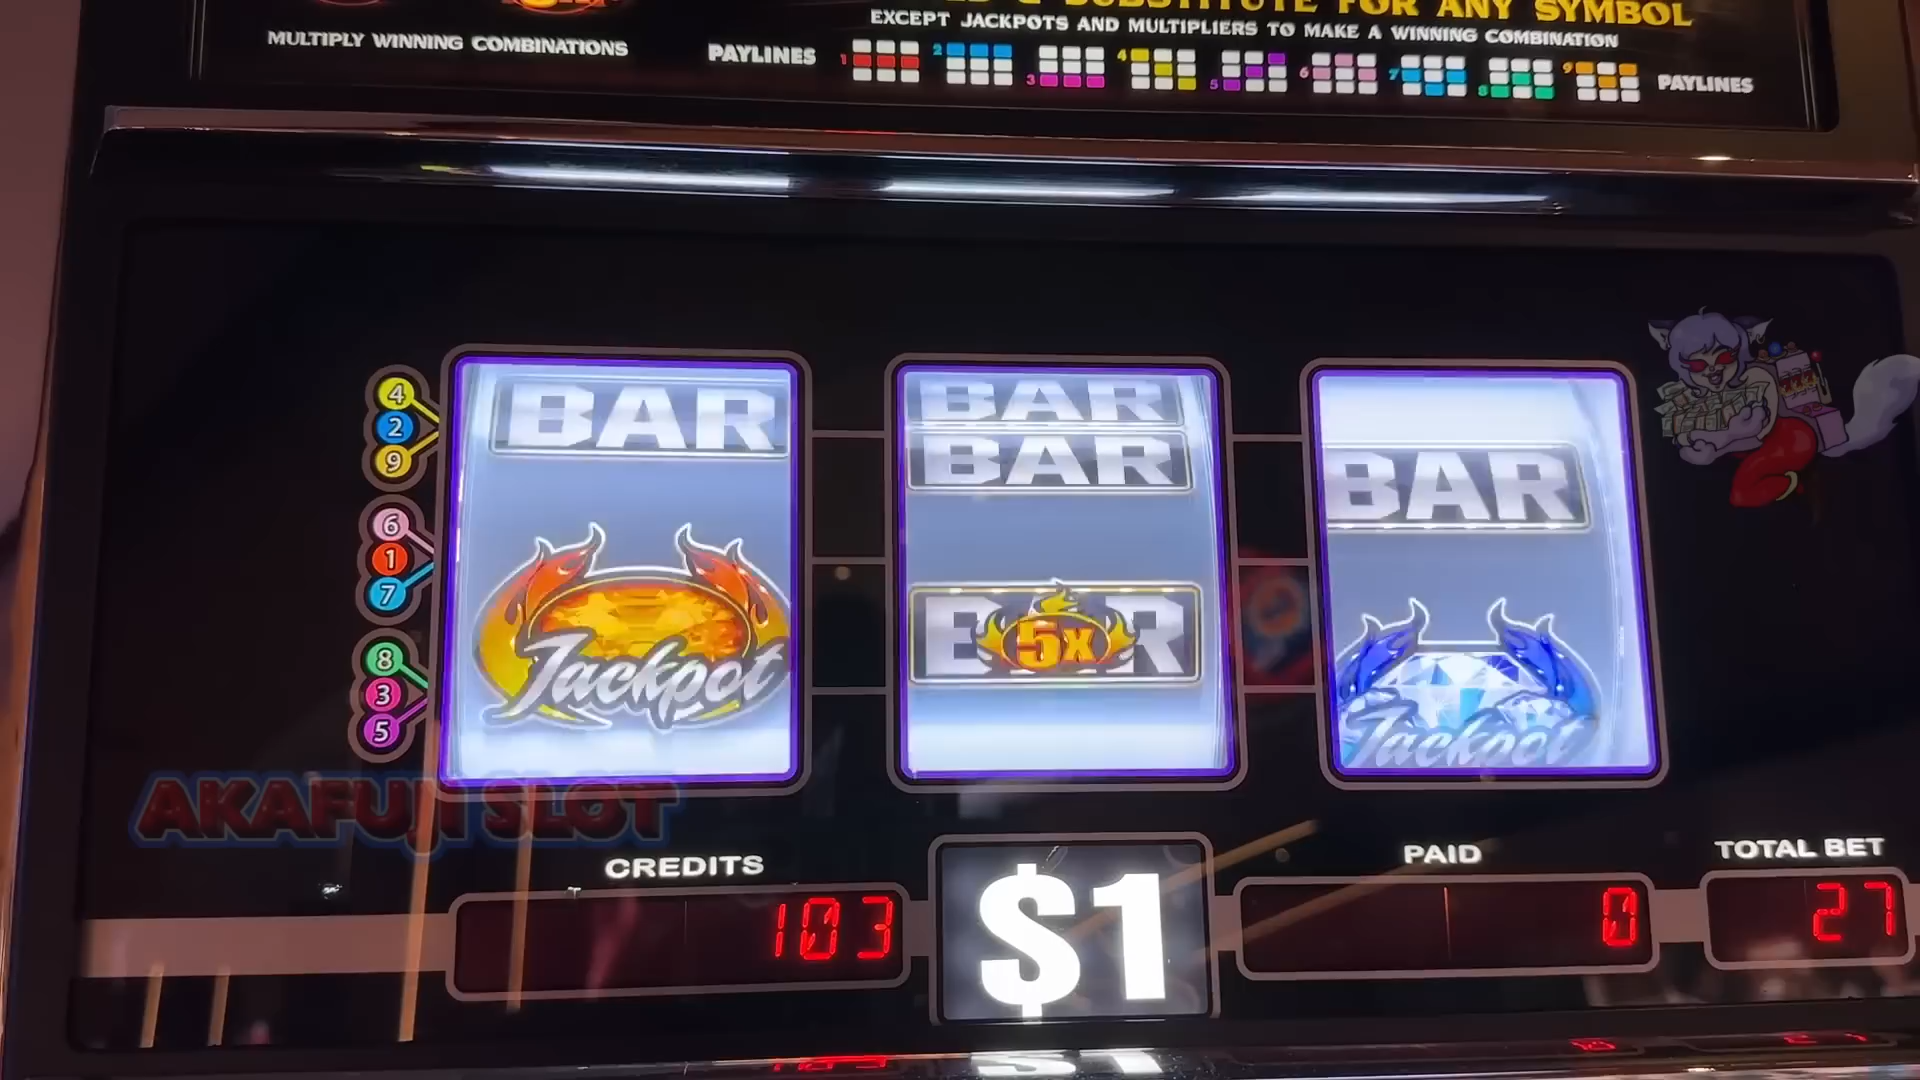 SUBSTITUTE FOR ANY SYMBOL
EXCEPT JACKPOTS AND MULTIPLIERS TO MAKE A WINNING COMBINATION
MULTIPLY WINNING COMBINATIONS
PAYLINES 1 2 3 4 5 6 7 8 9 PAYLINES
4
2
9
6
1
7
8
3
5
BAR
Jackpot
BAR
BAR
BAR
5x
BAR
Jackpot
AKAFUJI SLOT
CREDITS
103
$1
PAID
0
TOTAL BET
27